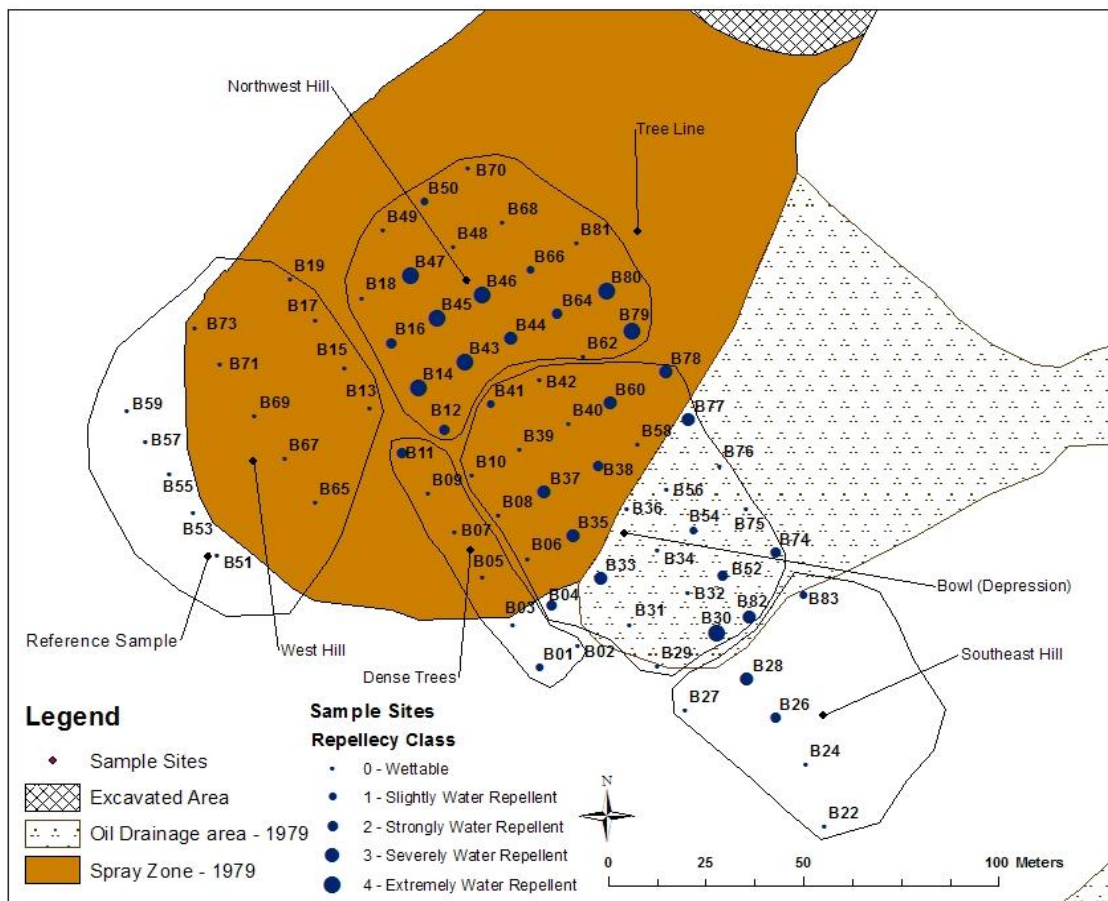 Northwest Hill
Tree Line
B70
B50
B68
B49
B48
B81
B66
B19
B47
B80
B18
B46
B17
B45
B64
B73
B79
B16
B44
B15
B62
B71
B43
B78
B14
B42
B60
B13
B41
B59
B77
B69
B12
B40
B58
B57
B39
B76
B67
B11
B10
B38
B55
B09
B56
B37
B65
B08
B36
B54
B75
B53
B07
B35
B51
B06
B34
B74
B05
B33
B52
Bowl (Depression)
B04
B32
B83
B03
B31
B82
B30
Reference Sample
West Hill
B02
B01
B29
Southeast Hill
Dense Trees
B28
B27
B26
B24
B22
Legend
Sample Sites
Excavated Area
Oil Drainage area - 1979
Spray Zone - 1979
Sample Sites
Repellecy Class
0 - Wettable
1 - Slightly Water Repellent
2 - Strongly Water Repellent
3 - Severely Water Repellent
4 - Extremely Water Repellent
N
0 25 50 100 Meters